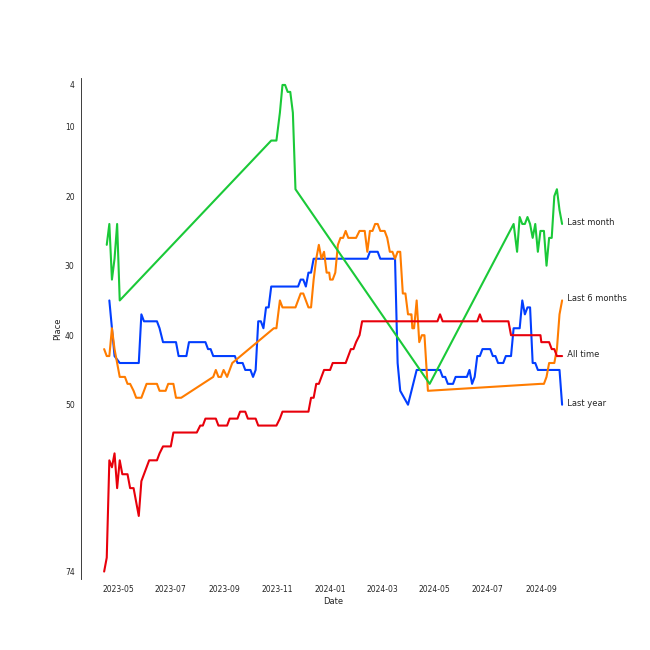 4
10
20
30
40
50
74
Place
2023-05
2023-07
2023-09
2023-11
2024-01
2024-03
2024-05
2024-07
2024-09
Date
Last month
Last 6 months
All time
Last year